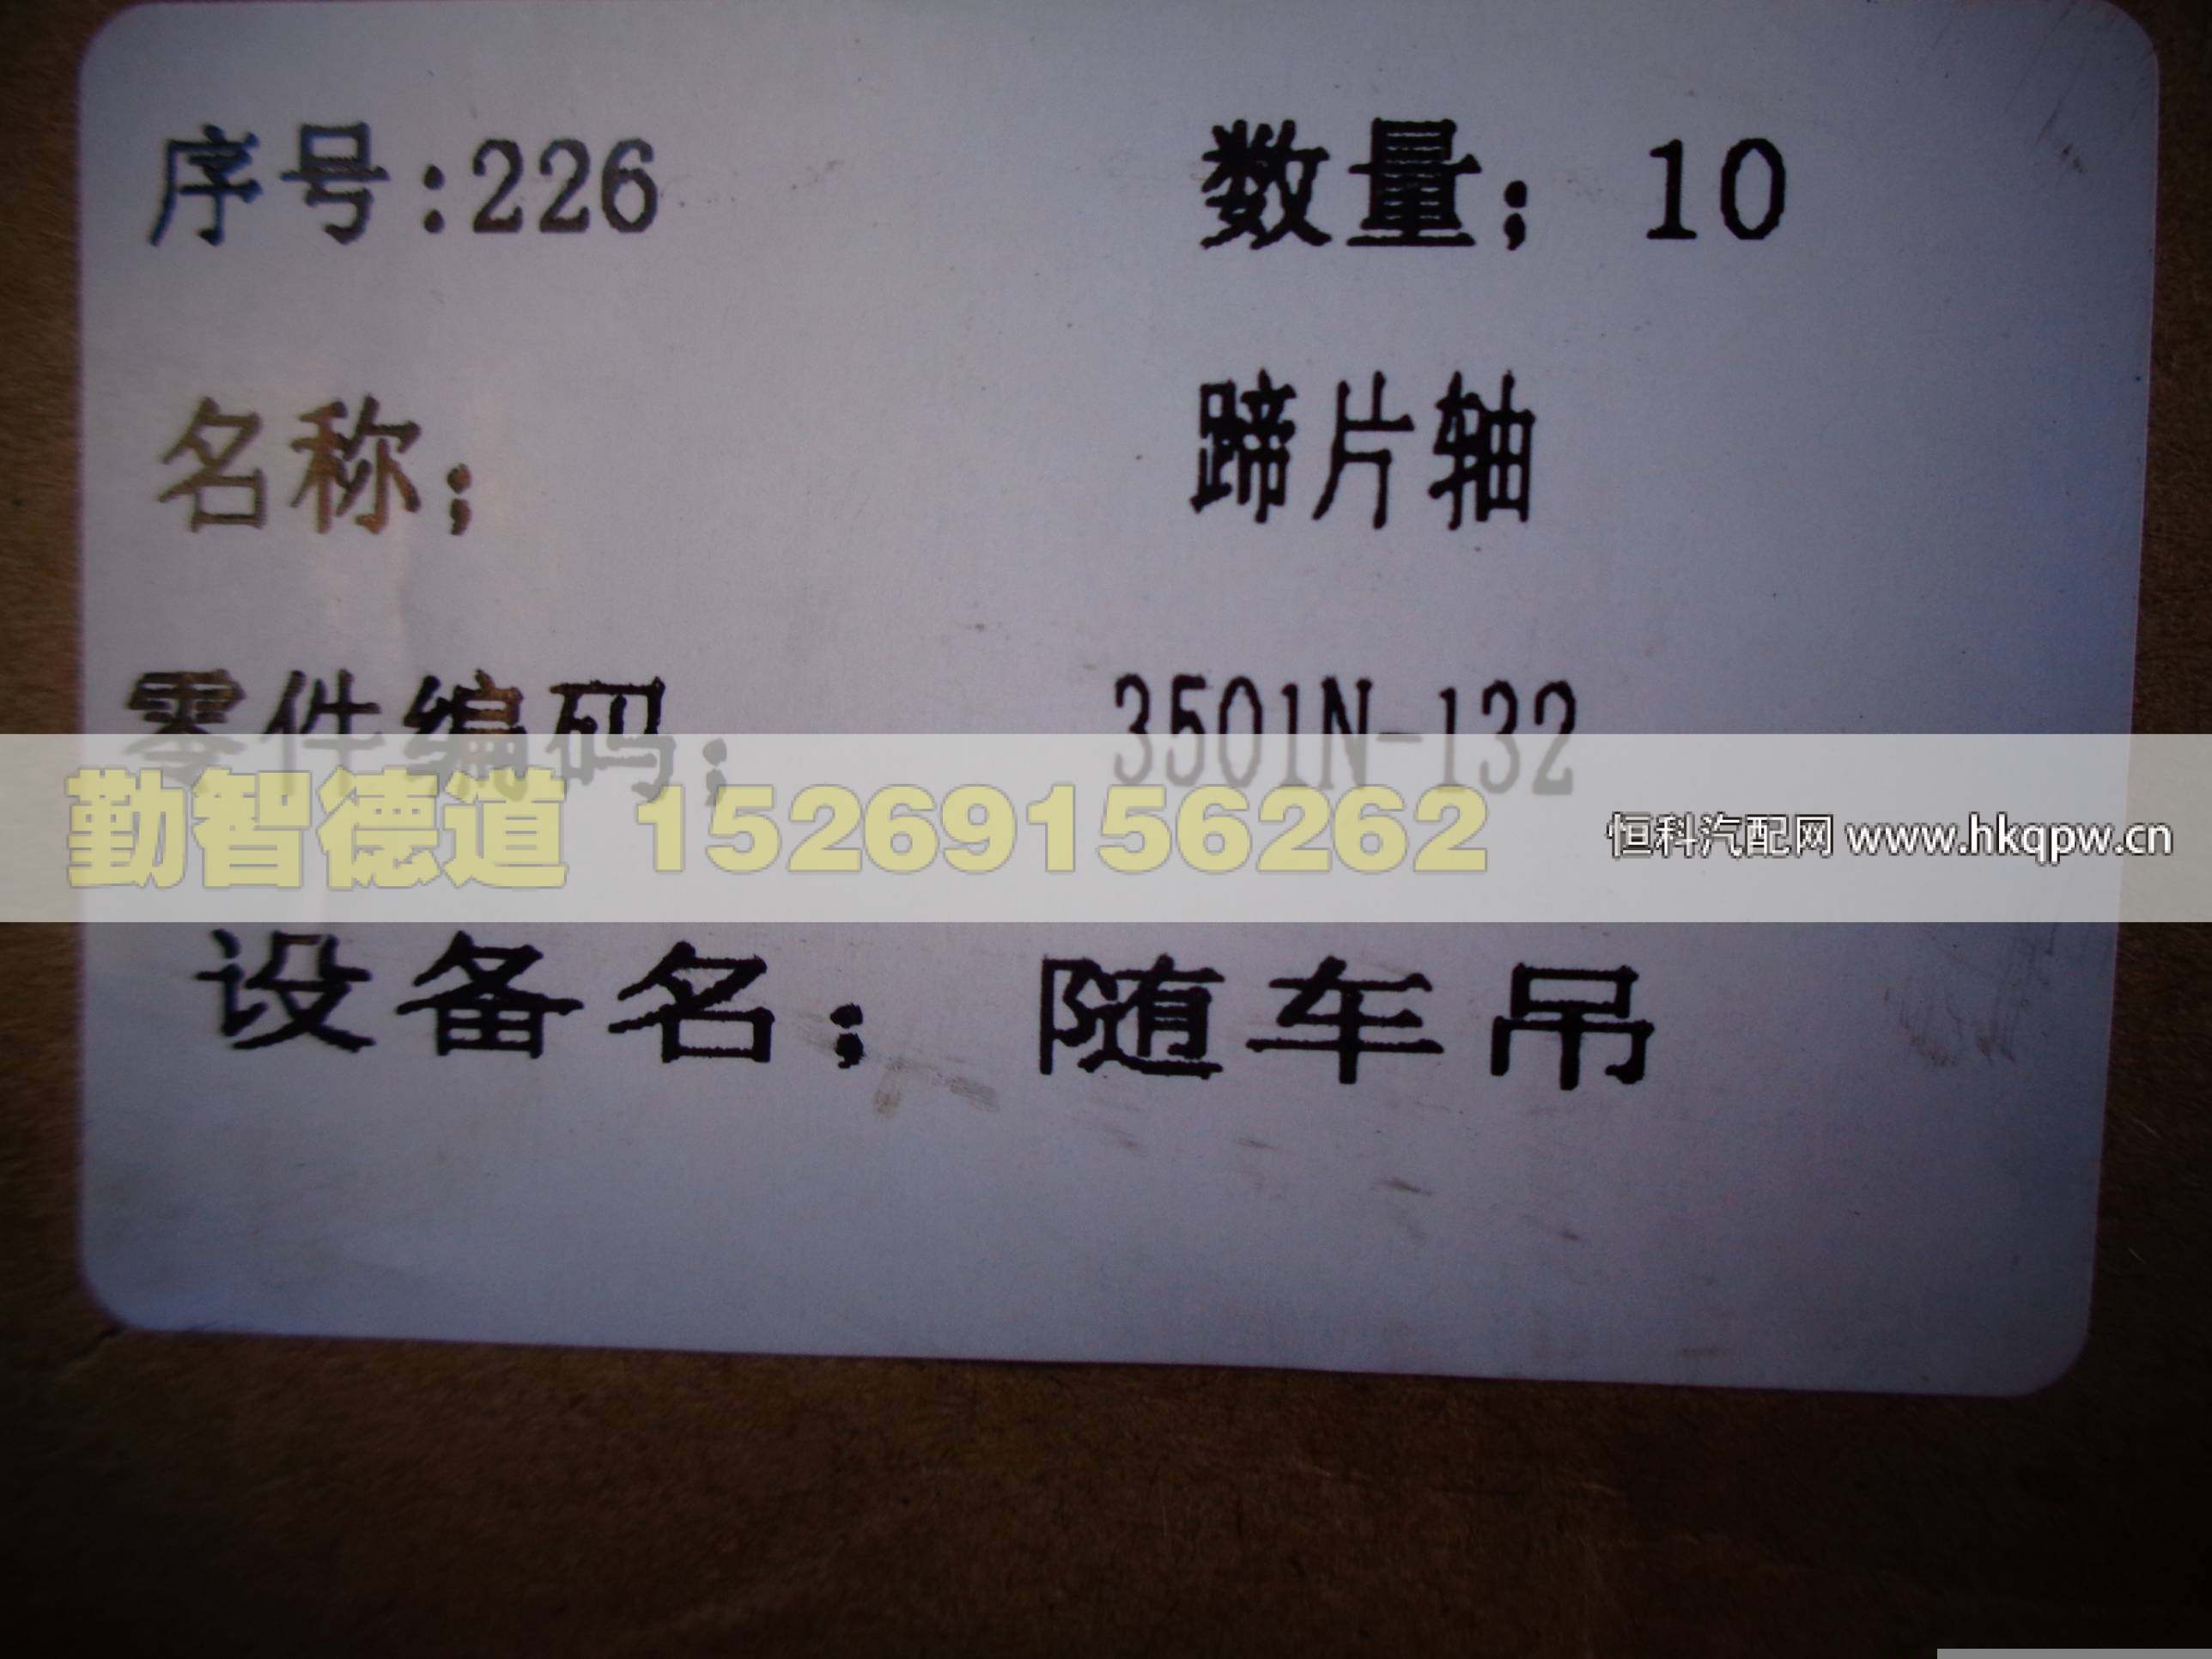 序号:226 数量; 10
名称; 蹄片轴
零件编码; 3501N-132
勤智德道 15269156262 恒科汽配网 www.hkqpw.cn
设备名; 随车吊